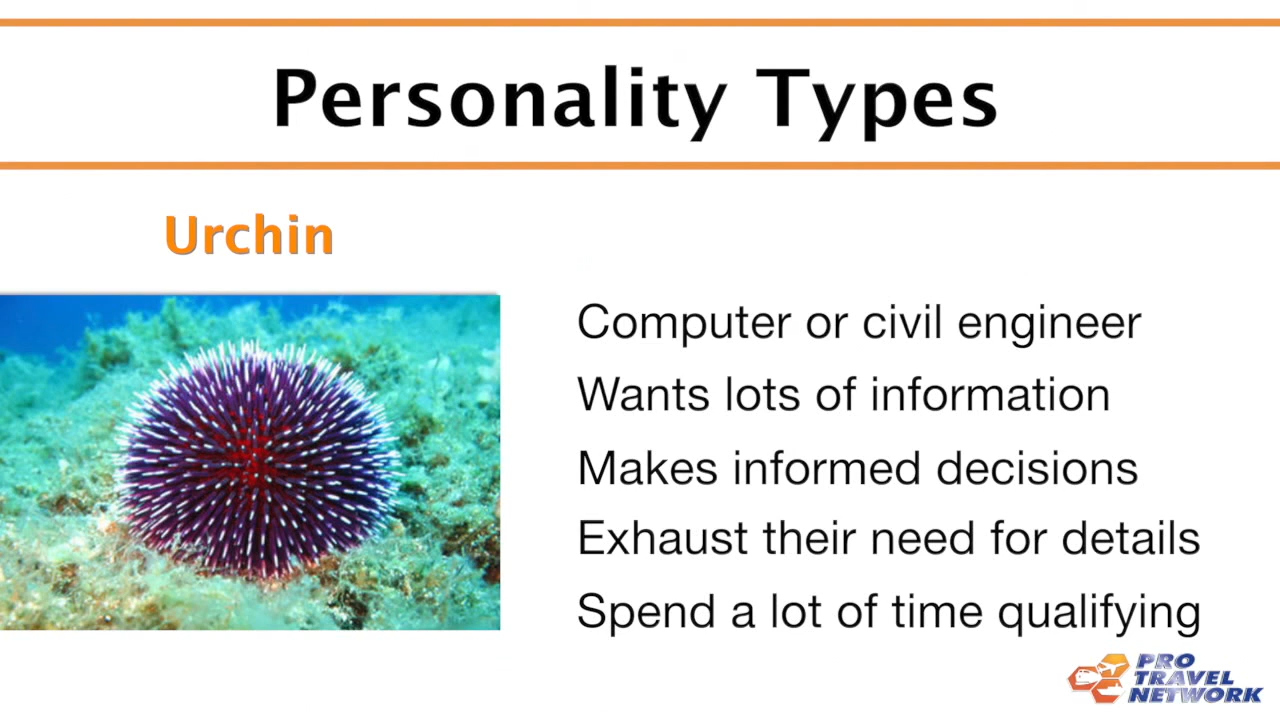 Personality Types
Urchin
Computer or civil engineer
Wants lots of information
Makes informed decisions
Exhaust their need for details
Spend a lot of time qualifying
PRO
TRAVEL
NETWORK